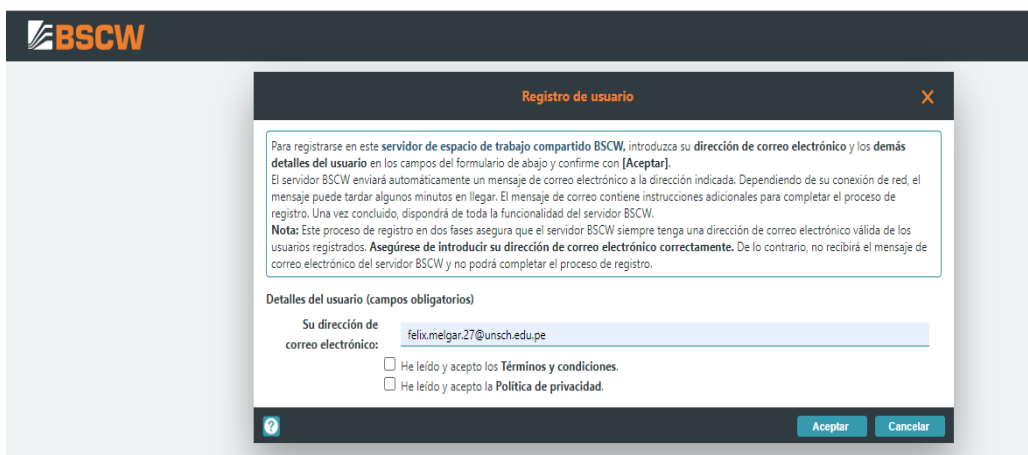 BSCW
Registro de usuario X
Para registrarse en este servidor de espacio de trabajo compartido BSCW, introduzca su dirección de correo electrónico y los demás
detalles del usuario en los campos del formulario de abajo y confirme con [Aceptar].
El servidor BSCW enviará automáticamente un mensaje de correo electrónico a la dirección indicada. Dependiendo de su conexión de red, el
mensaje puede tardar algunos minutos en llegar. El mensaje de correo contiene instrucciones adicionales para completar el proceso de
registro. Una vez concluido, dispondrá de toda la funcionalidad del servidor BSCW.
Nota: Este proceso de registro en dos fases asegura que el servidor BSCW siempre tenga una dirección de correo electrónico válida de los
usuarios registrados. Asegúrese de introducir su dirección de correo electrónico correctamente. De lo contrario, no recibirá el mensaje de
correo electrónico del servidor BSCW y no podrá completar el proceso de registro.
Detalles del usuario (campos obligatorios)
Su dirección de
correo electrónico:
felix.melgar.27@unsch.edu.pe
He leído y acepto los Términos y condiciones.
He leído y acepto la Política de privacidad.
? Aceptar Cancelar